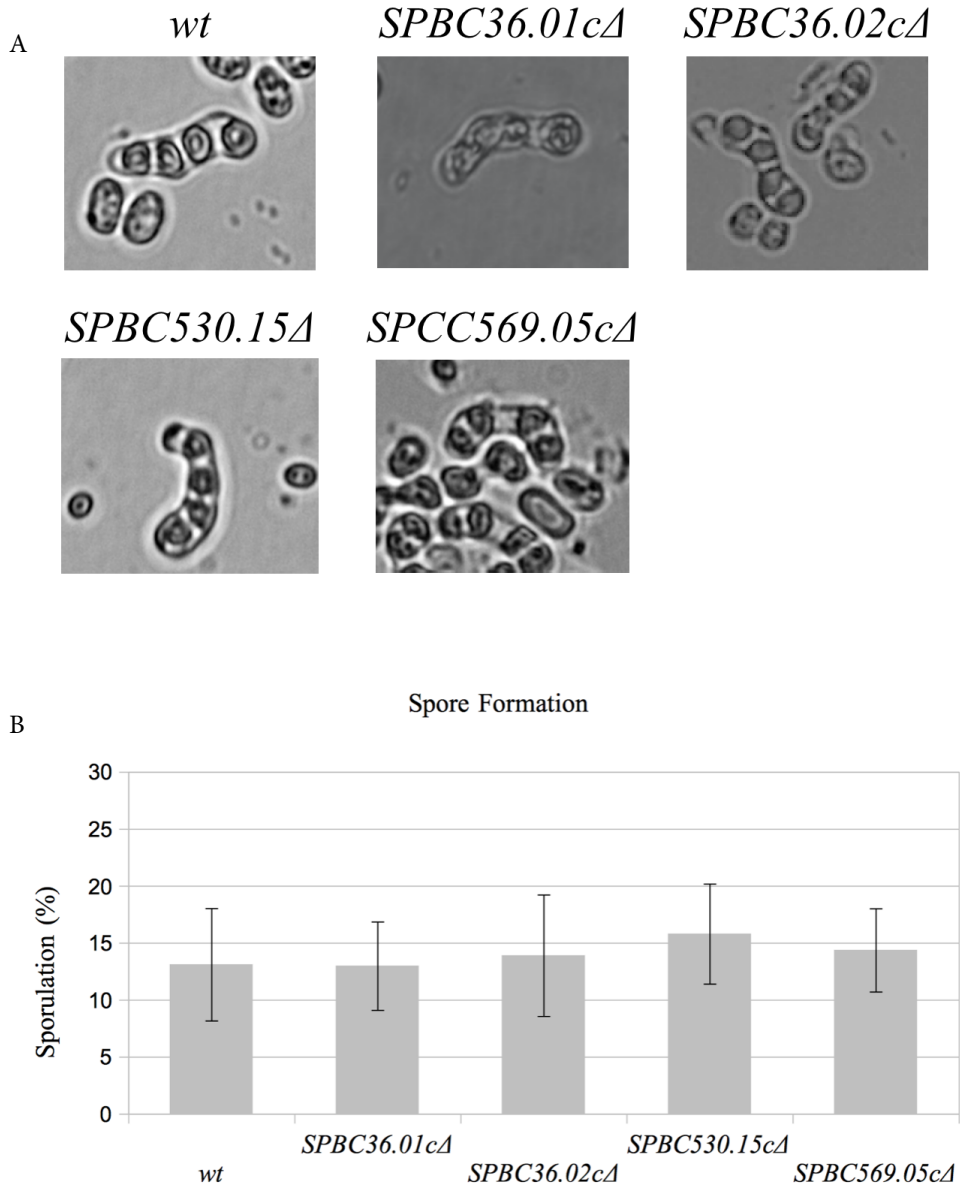 A
wt SPBC36.01cΔ SPBC36.02cΔ
SPBC530.15Δ SPCC569.05cΔ
Spore Formation
B
30
25
20
15
10
5
0
Sporulation (%)
SPBC36.01cΔ SPBC530.15cΔ
wt SPBC36.02cΔ SPBC569.05cΔ